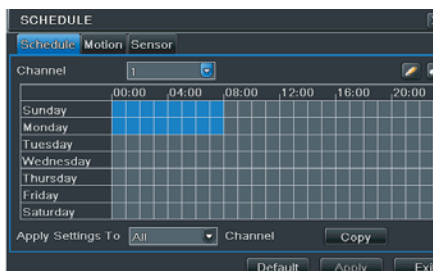 SCHEDULE
Schedule Motion Sensor
Channel 1
00:00 04:00 08:00 12:00 16:00 20:00
Sunday
Monday
Tuesday
Wednesday
Thursday
Friday
Saturday
Apply Settings To All Channel Copy
Default Apply Exi